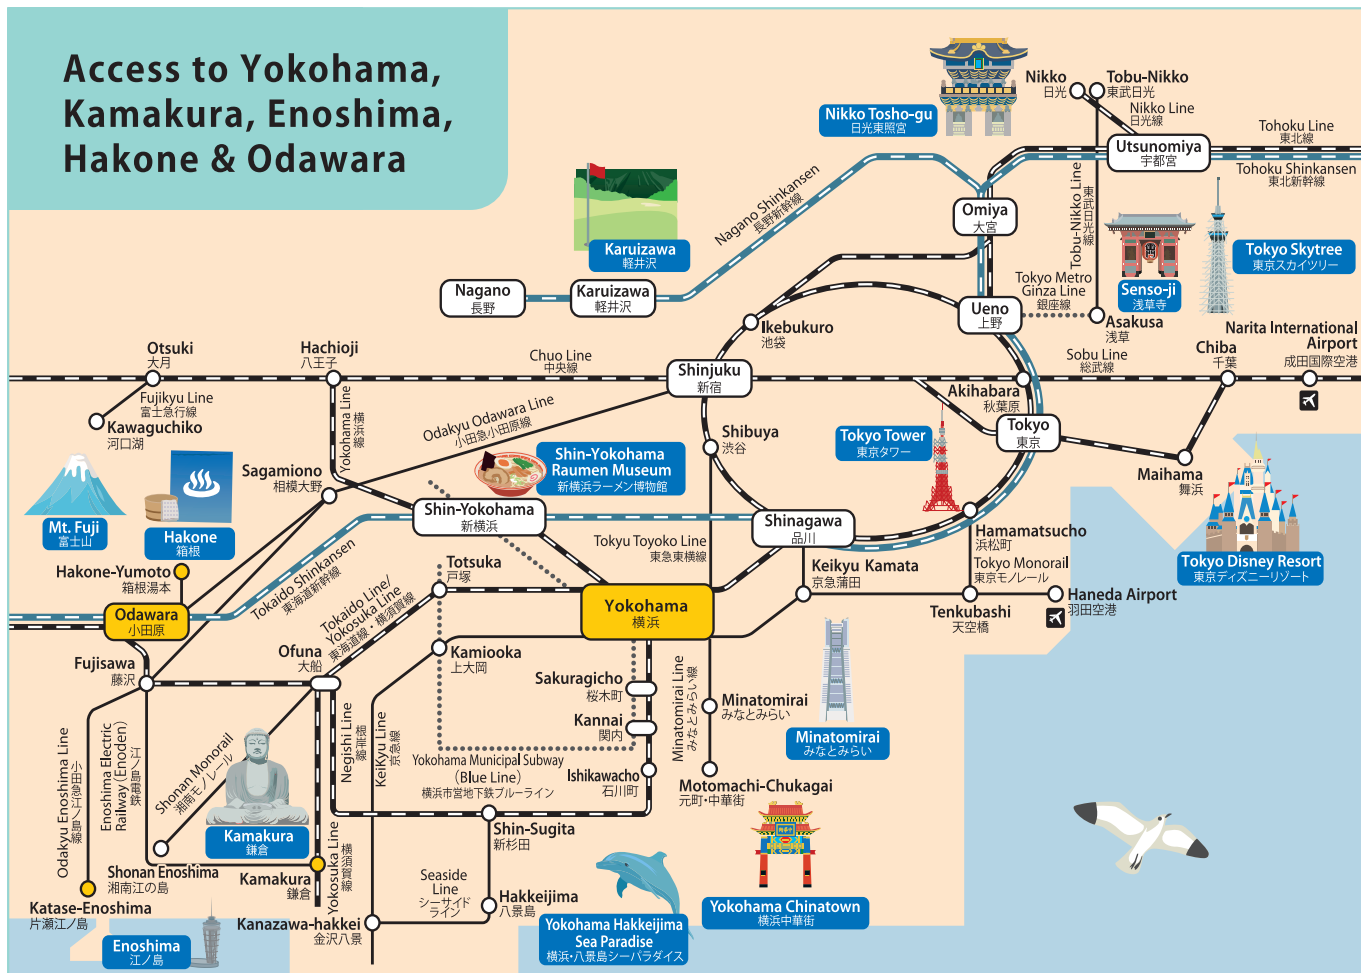 Access to Yokohama,
Kamakura, Enoshima,
Hakone & Odawara
Nikko Tosho-gu
日光東照宮
Nikko
日光
Tobu-Nikko
東武日光
Nikko Line
日光線
Utsunomiya
宇都宮
Tohoku Line
東北線
Tohoku Shinkansen
東北新幹線
Karuizawa
軽井沢
Nagano Shinkansen
長野新幹線
Omiya
大宮
Tobu-Nikko Line
東武日光線
Senso-ji
浅草寺
Tokyo Skytree
東京スカイツリー
Nagano
長野
Karuizawa
軽井沢
Tokyo Metro
Ginza Line
銀座線
Ueno
上野
Asakusa
浅草
Ikebukuro
池袋
Narita International
Airport
成田国際空港
Otsuki
大月
Hachioji
八王子
Chuo Line
中央線
Shinjuku
新宿
Sobu Line
総武線
Chiba
千葉
Akihabara
秋葉原
Fujikyu Line
富士急行線
Kawaguchiko
河口湖
Yokohama Line
横浜線
Odakyu Odawara Line
小田急小田原線
Shibuya
渋谷
Tokyo Tower
東京タワー
Tokyo
東京
Maihama
舞浜
Sagamiono
相模大野
Shin-Yokohama
Raumen Museum
新横浜ラーメン博物館
Mt. Fuji
富士山
Hakone
箱根
Shin-Yokohama
新横浜
Shinagawa
品川
Hamamatsucho
浜松町
Tokyo Monorail
東京モノレール
Tokyo Disney Resort
東京ディズニーリゾート
Tokyu Toyoko Line
東急東横線
Hakone-Yumoto
箱根湯本
Tokaido Shinkansen
東海道新幹線
Totsuka
戸塚
Keikyu Kamata
京急蒲田
Tenkubashi
天空橋
Haneda Airport
羽田空港
Odawara
小田原
Tokaido Line/
Yokosuka Line
東海道線・横須賀線
Yokohama
横浜
Fujisawa
藤沢
Ofuna
大船
Kamiooka
上大岡
Sakuragicho
桜木町
Kannai
関内
Minatomirai Line
みなとみらい線
Minatomirai
みなとみらい
Minatomirai
みなとみらい
Odakyu Enoshima Line
小田急江ノ島線
Enoshima Electric
Railway (Enoden)
江ノ島電鉄
Shonan Monorail
湘南モノレール
Negishi Line
根岸線
KeiKyu Line
京急線
Yokohama Municipal Subway
（Blue Line）
横浜市営地下鉄ブルーライン
Ishikawacho
石川町
Motomachi-Chukagai
元町・中華街
Kamakura
鎌倉
Shin-Sugita
新杉田
Shonan Enoshima
湘南江の島
Kamakura
鎌倉
Yokosuka Line
横須賀線
Seaside
Line
シーサイド
ライン
Hakkeijima
八景島
Katase-Enoshima
片瀬江ノ島
Kanazawa-hakkei
金沢八景
Enoshima
江ノ島
Yokohama Hakkeijima
Sea Paradise
横浜・八景島シーパラダイス
Yokohama Chinatown
横浜中華街